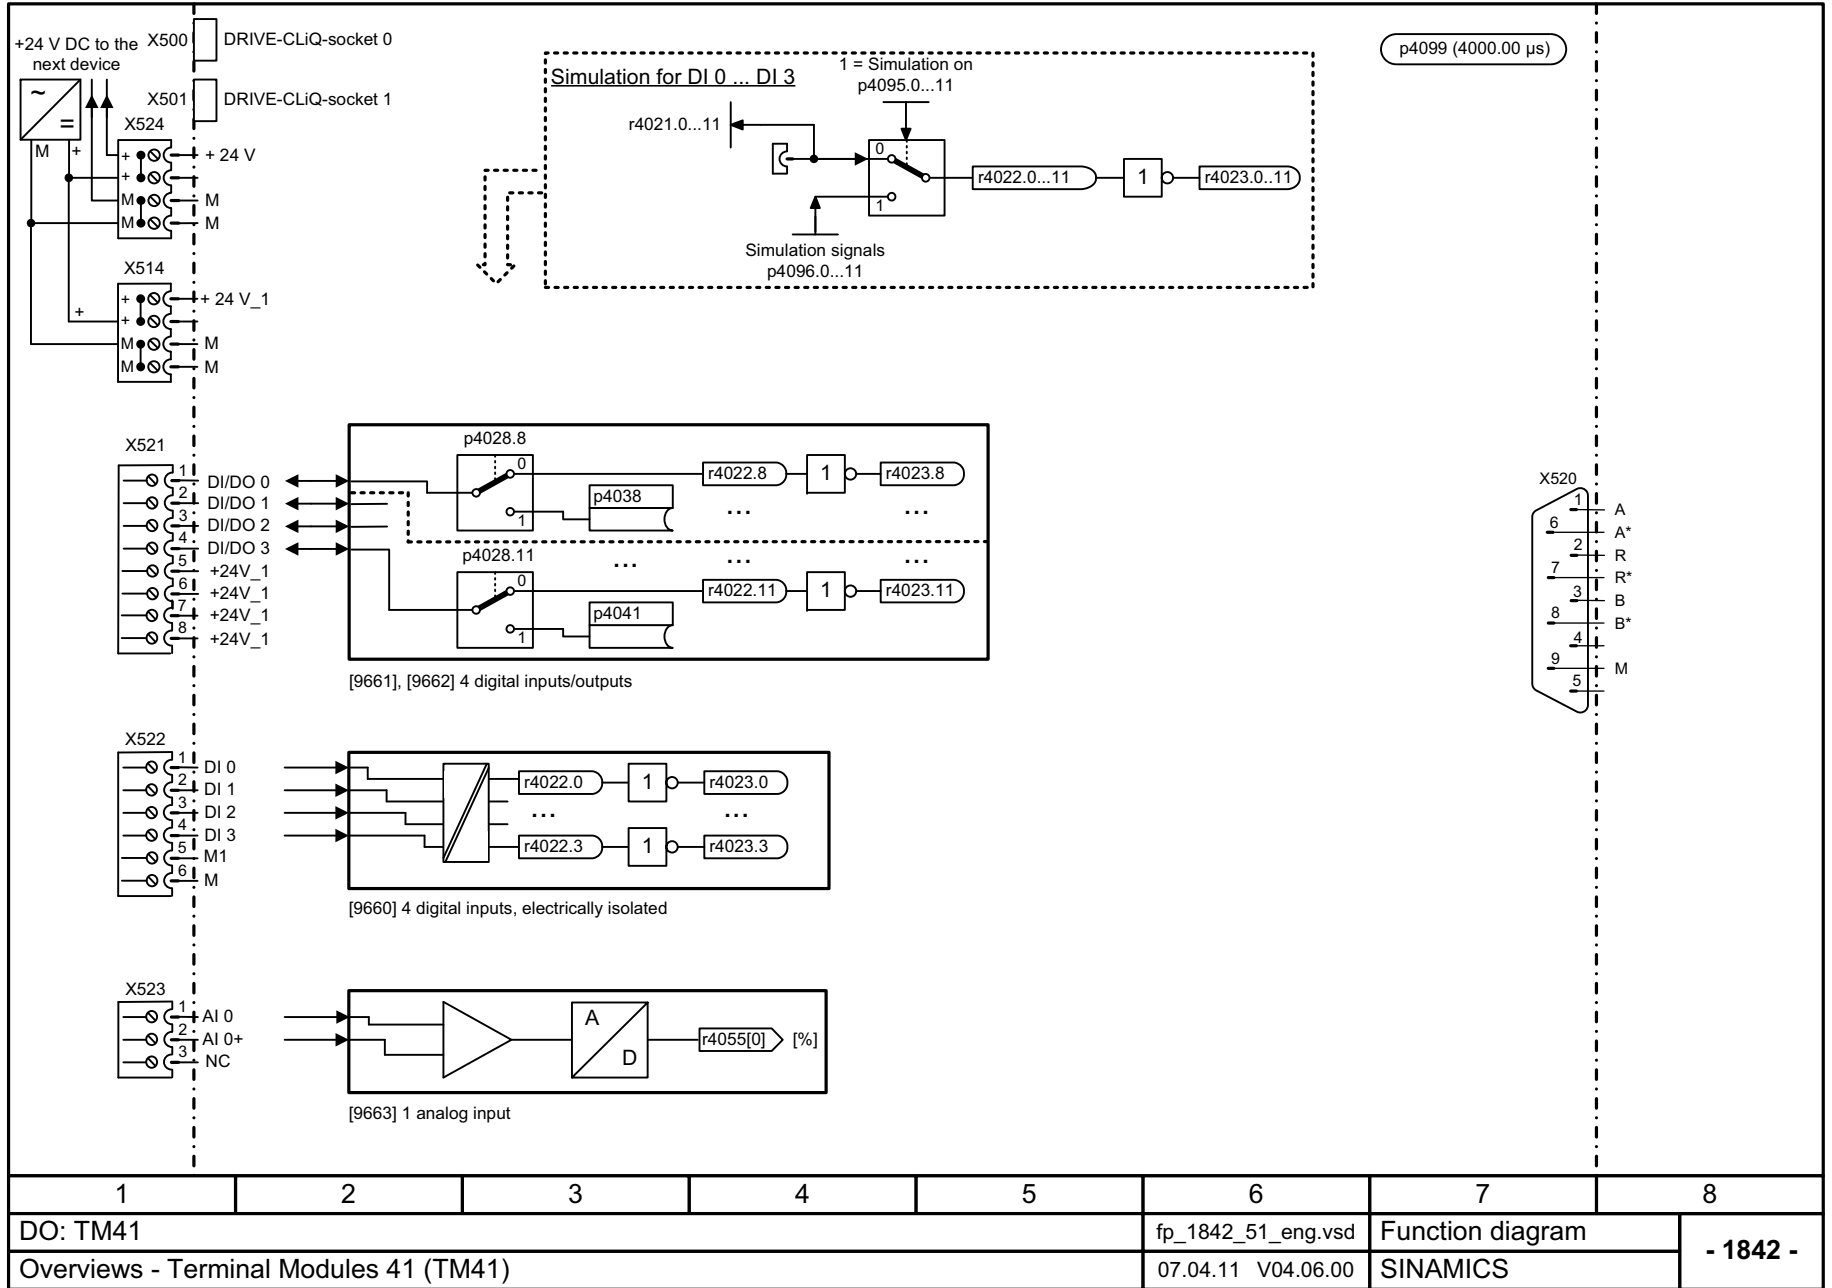 +24 V DC to the
next device
X500
DRIVE-CLiQ-socket 0
X501
DRIVE-CLiQ-socket 1
~
=
M
+
X524
+
+ 24 V
+
M
M
M
M
X514
+
+
+ 24 V_1
+
M
M
M
M
Simulation for DI 0 ... DI 3
1 = Simulation on
p4095.0...11
r4021.0...11
0
1
r4022.0...11
1
r4023.0..11
Simulation signals
p4096.0...11
p4099 (4000.00 µs)
X521
1
DI/DO 0
2
DI/DO 1
3
DI/DO 2
4
DI/DO 3
5
+24V_1
6
+24V_1
7
+24V_1
8
+24V_1
p4028.8
0
1
r4022.8
1
r4023.8
p4038
...
...
p4028.11
...
...
...
0
1
r4022.11
1
r4023.11
p4041
[9661], [9662] 4 digital inputs/outputs
X520
1
A
6
A*
2
R
7
R*
3
B
8
B*
4
9
M
5
X522
1
DI 0
2
DI 1
3
DI 2
4
DI 3
5
M1
6
M
r4022.0
1
r4023.0
...
...
r4022.3
1
r4023.3
[9660] 4 digital inputs, electrically isolated
X523
1
AI 0
2
AI 0+
3
NC
A
D
r4055[0]
[%]
[9663] 1 analog input
1
2
3
4
5
6
7
8
DO: TM41
fp_1842_51_eng.vsd
Function diagram
- 1842 -
Overviews - Terminal Modules 41 (TM41)
07.04.11 V04.06.00
SINAMICS